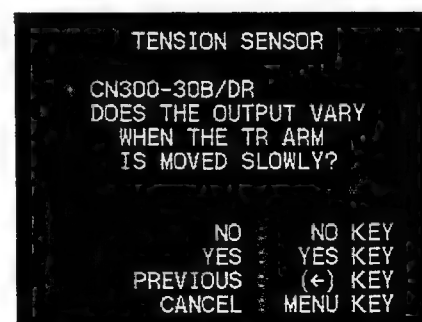 TENSION SENSOR
* CN300-30B/DR
DOES THE OUTPUT VARY
WHEN THE TR ARM
IS MOVED SLOWLY?
NO NO KEY
YES YES KEY
PREVIOUS (←) KEY
CANCEL MENU KEY